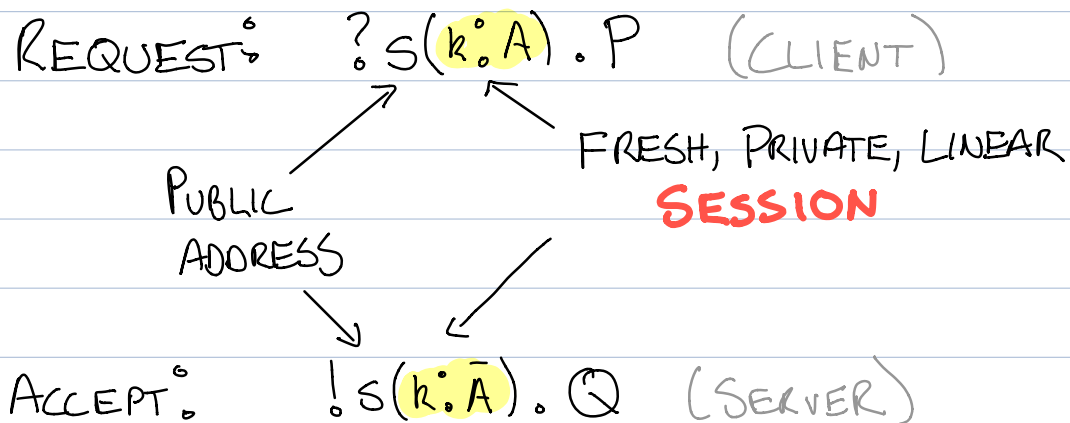 REQUEST: ?s(k:A).P (CLIENT)
FRESH, PRIVATE, LINEAR
SESSION
PUBLIC
ADDRESS
ACCEPT: !s(k:Ā).Q (SERVER)